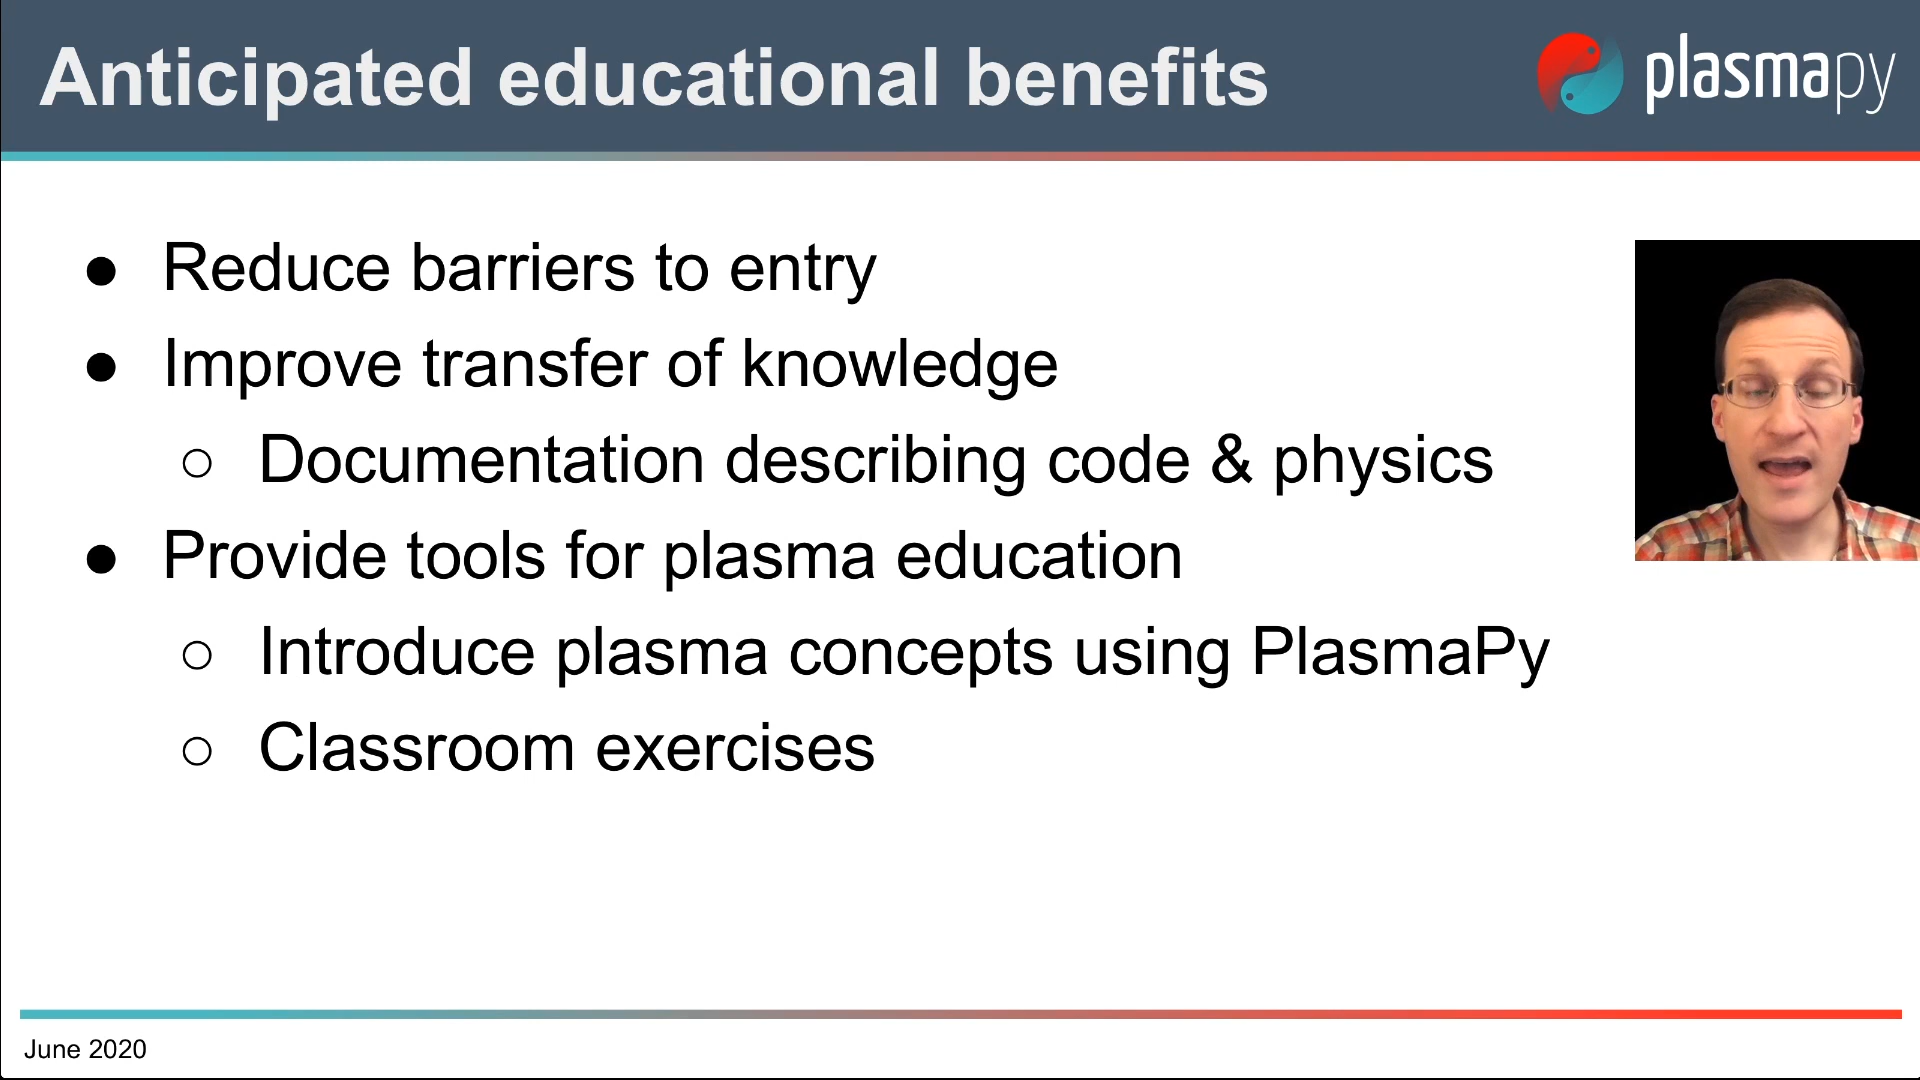 Anticipated educational benefits
plasmapy
● Reduce barriers to entry
● Improve transfer of knowledge
○ Documentation describing code & physics
● Provide tools for plasma education
○ Introduce plasma concepts using PlasmaPy
○ Classroom exercises
June 2020